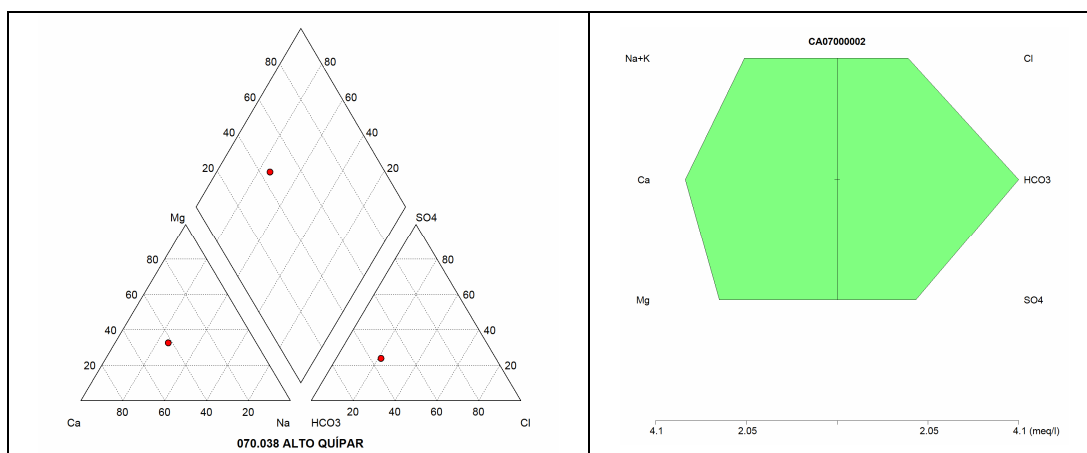 80 80
60 60
40 40
20 20
Mg SO4
80 80
60 60
40 40
20 20
80 60 40 20 20 40 60 80
Ca Na HCO3 Cl
070.038 ALTO QUÍPAR
CA07000002
Na+K Cl
Ca HCO3
Mg SO4
4.1 2.05 2.05 4.1 (meq/l)